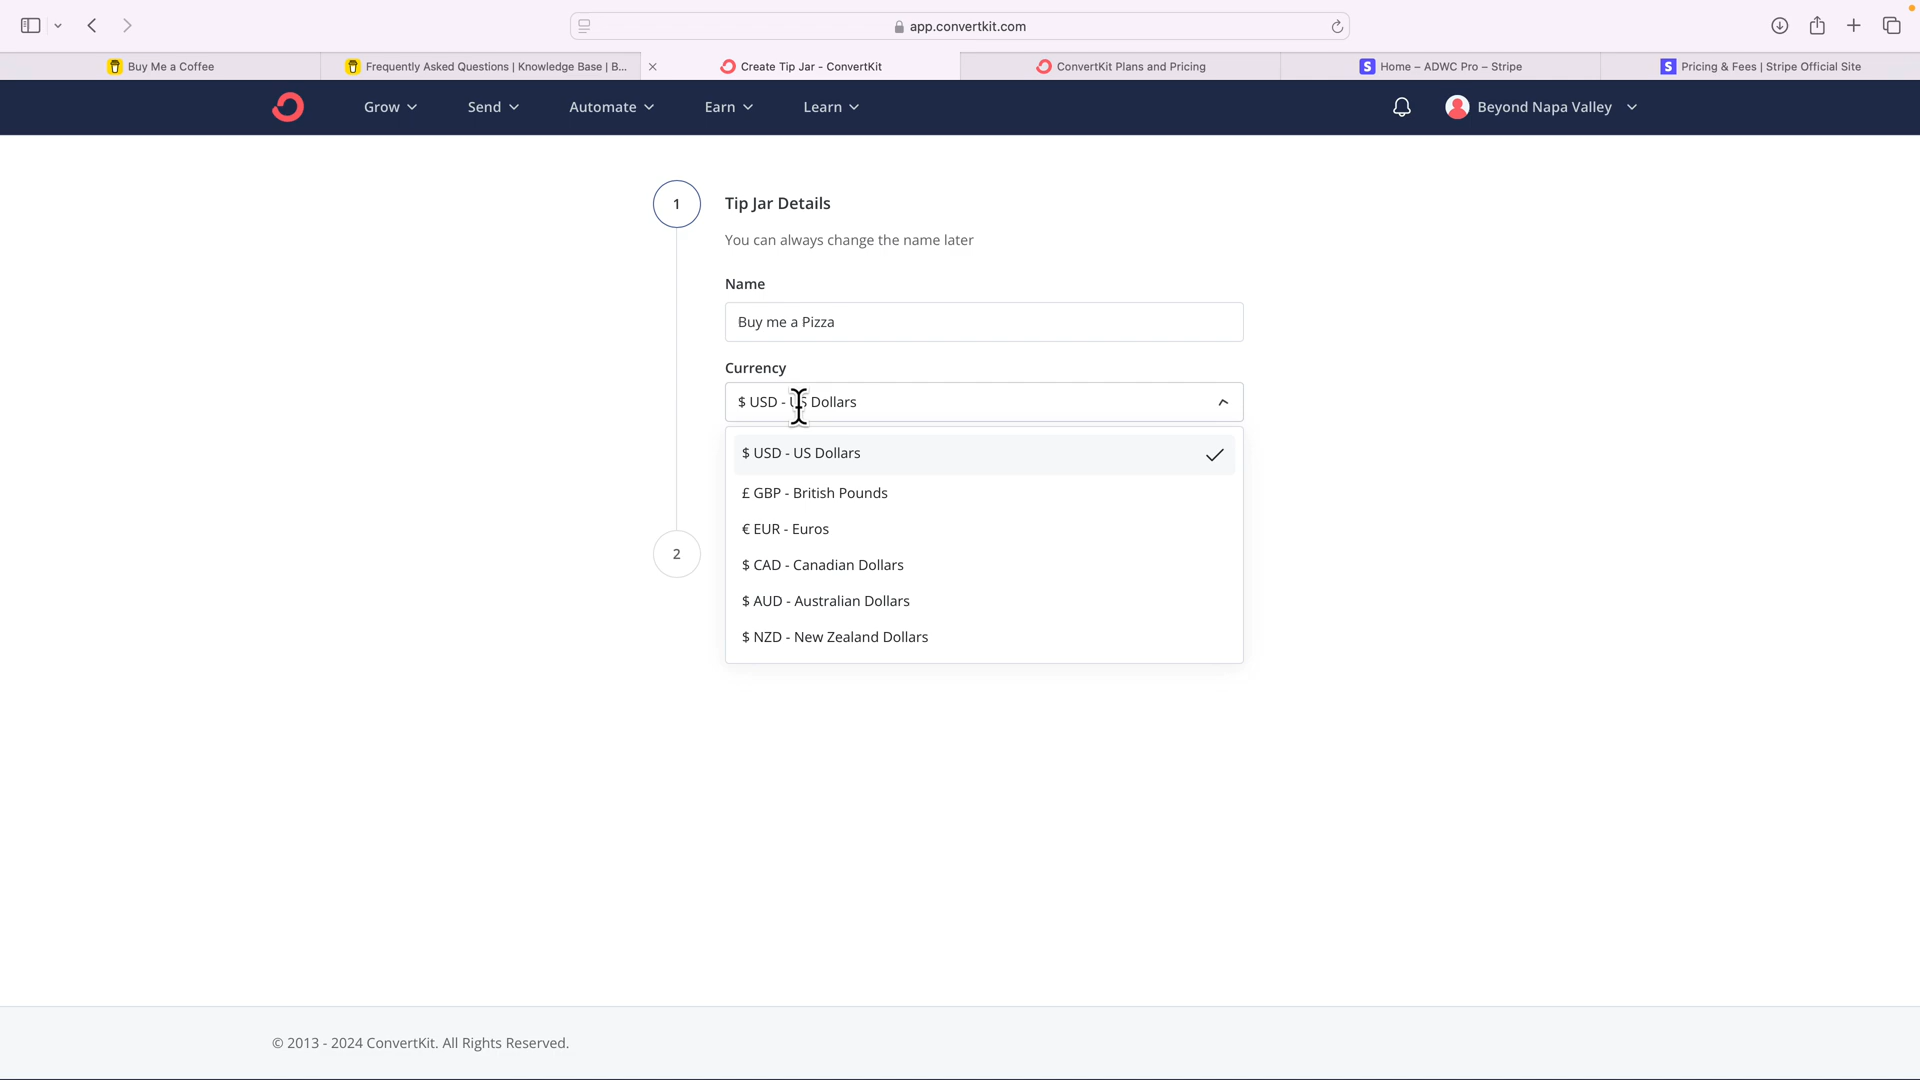 app.convertkit.com
Buy Me a Coffee
Frequently Asked Questions | Knowledge Base | B...
Create Tip Jar - ConvertKit
ConvertKit Plans and Pricing
S Home – ADWC Pro – Stripe
S Pricing & Fees | Stripe Official Site
Grow
Send
Automate
Earn
Learn
Beyond Napa Valley
1
Tip Jar Details
You can always change the name later
Name
Buy me a Pizza
Currency
$ USD - US Dollars
$ USD - US Dollars
£ GBP - British Pounds
€ EUR - Euros
2
$ CAD - Canadian Dollars
$ AUD - Australian Dollars
$ NZD - New Zealand Dollars
© 2013 - 2024 ConvertKit. All Rights Reserved.